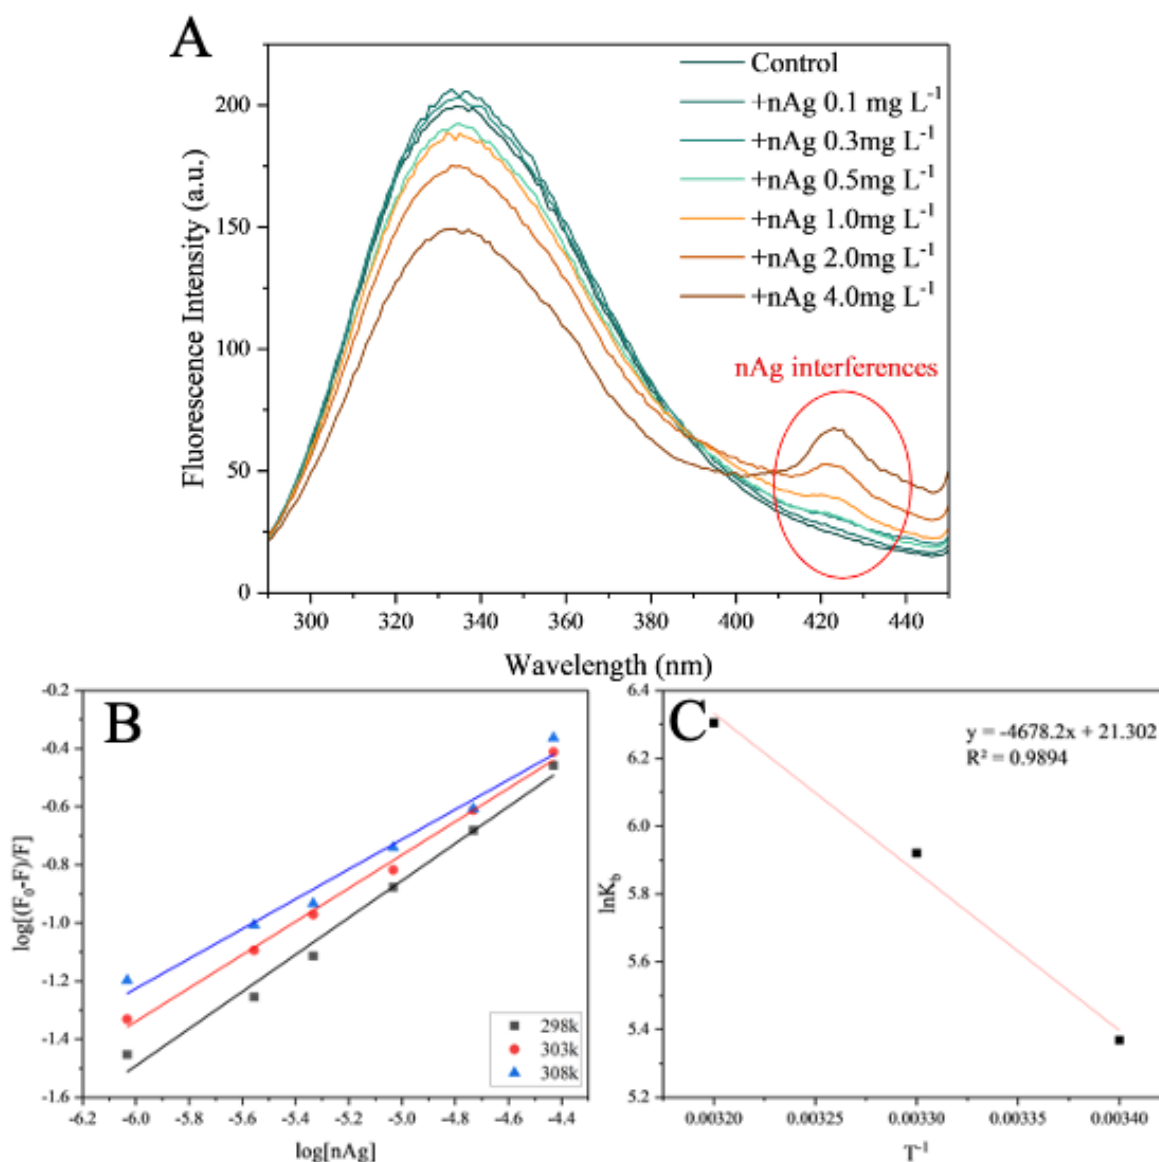 A
Control
+nAg 0.1 mg L-1
+nAg 0.3mg L-1
+nAg 0.5mg L-1
+nAg 1.0mg L-1
+nAg 2.0mg L-1
+nAg 4.0mg L-1
nAg interferences
Fluorescence Intensity (a.u.)
200
150
100
50
0
300 320 340 360 380 400 420 440
Wavelength (nm)
B
log[(F0-F)/F]
-0.2
-0.4
-0.6
-0.8
-1.0
-1.2
-1.4
-1.6
298k
303k
308k
-6.2 -6.0 -5.8 -5.6 -5.4 -5.2 -5.0 -4.8 -4.6 -4.4 -4.2
log[nAg]
C
y = -4678.2x + 21.302
R² = 0.9894
lnKb
6.4
6.2
6.0
5.8
5.6
5.4
5.2
0.00320 0.00325 0.00330 0.00335 0.00340
T-1